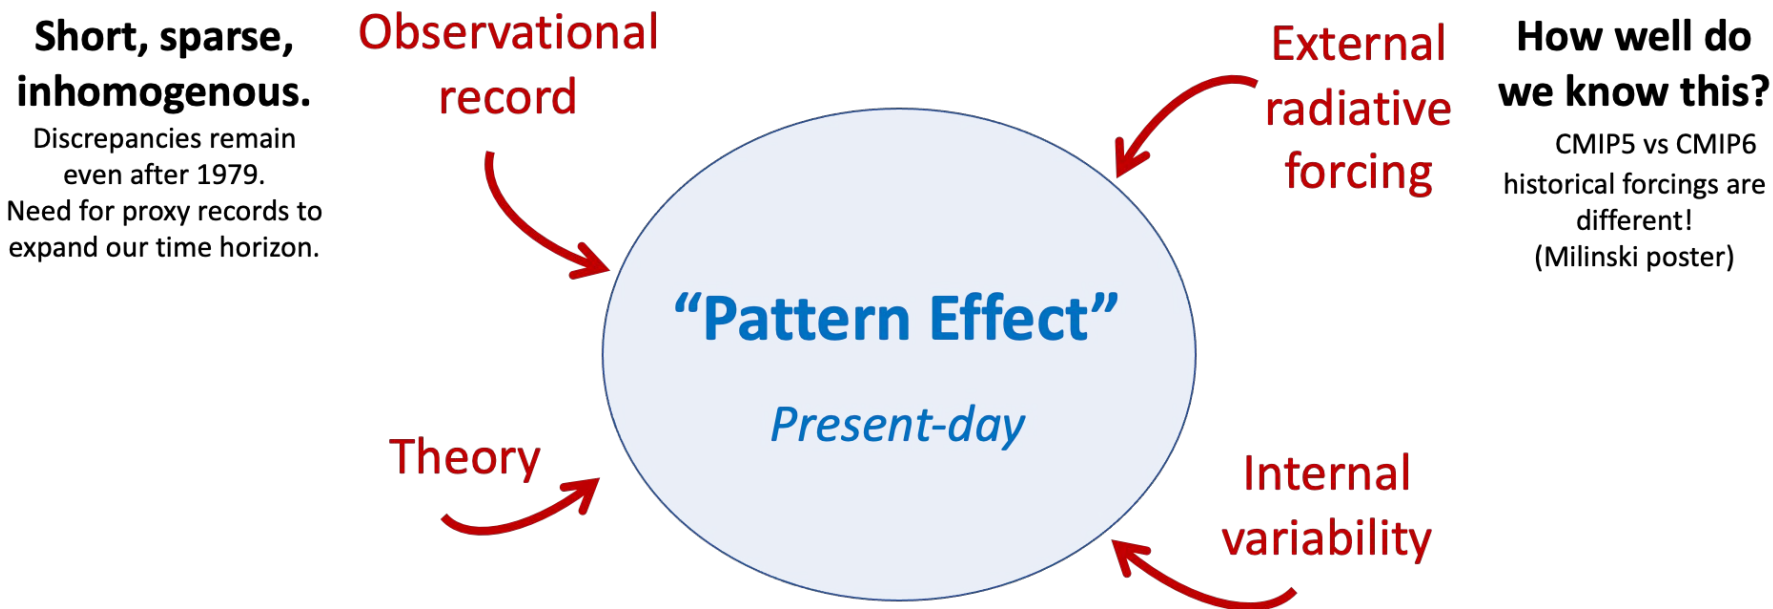 Short, sparse,
inhomogenous.
Discrepancies remain
even after 1979.
Need for proxy records to
expand our time horizon.
Observational
record
External
radiative
forcing
How well do
we know this?
CMIP5 vs CMIP6
historical forcings are
different!
(Milinski poster)
“Pattern Effect”
Present-day
Theory
Internal
variability